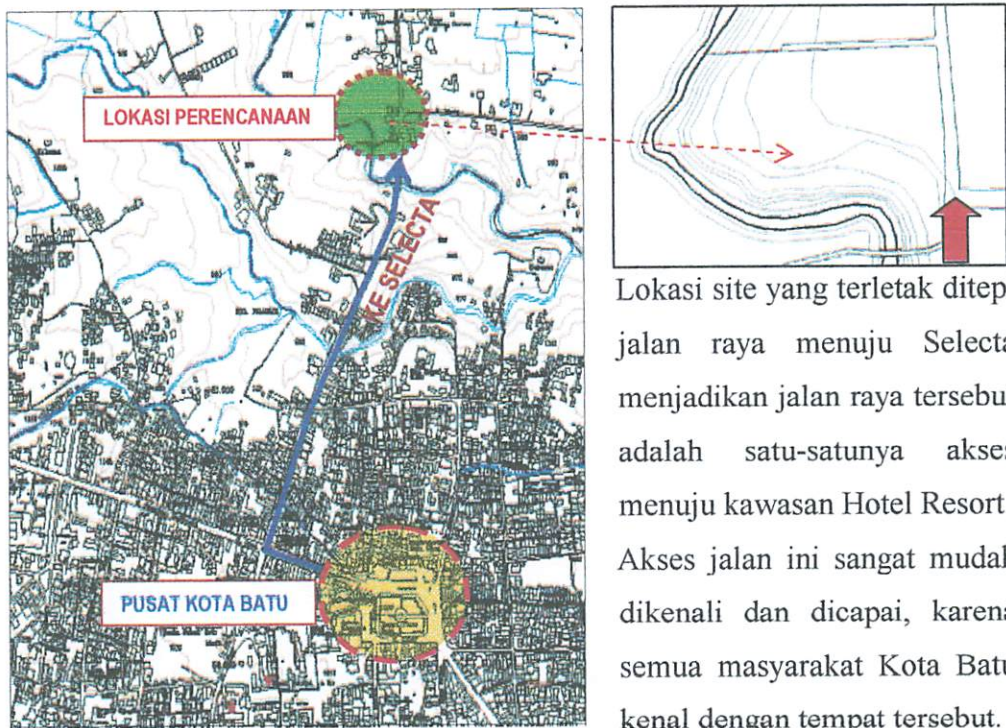 LOKASI PERENCANAAN
KE SELECTA
PUSAT KOTA BATU
Lokasi site yang terletak ditep
jalan raya menuju Selecta
menjadikan jalan raya tersebu
adalah satu-satunya akses
menuju kawasan Hotel Resort
Akses jalan ini sangat mudah
dikenali dan dicapai, karena
semua masyarakat Kota Batu
kenal dengan tempat tersebut.